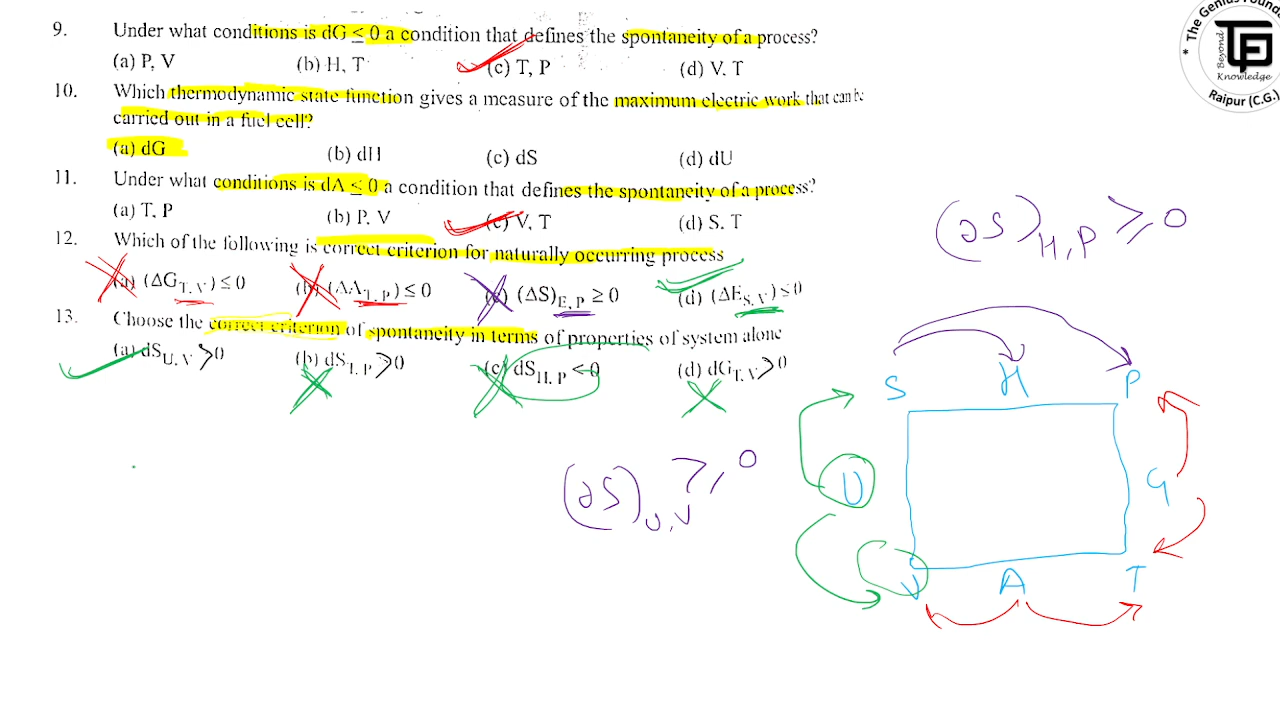 9. Under what conditions is dG ≤ 0 a condition that defines the spontaneity of a process?
(a) P, V (b) H, T (c) T, P (d) V, T
10. Which thermodynamic state function gives a measure of the maximum electric work that can be
carried out in a fuel cell?
(a) dG (b) dH (c) dS (d) dU
11. Under what conditions is dA ≤ 0 a condition that defines the spontaneity of a process?
(a) T, P (b) P, V (c) V, T (d) S, T
12. Which of the following is correct criterion for naturally occurring process
(a) (ΔG_T,V) ≤ 0 (b) (ΔA_T,P) ≤ 0 (c) (ΔS)_E,P ≥ 0 (d) (ΔE_S,V) ≤ 0
13. Choose the correct criterion of spontaneity in terms of properties of system alone
(a) dS_U,V >0 (b) dS_T,P >0 (c) dS_H,P <0 (d) dG_T,V >0
* The Genius Found
Beyond
Knowledge
Raipur (C.G.)
(∂S)_H,P ≥ 0
S H P
U G
V A T
(∂S)_U,V ≥ 0